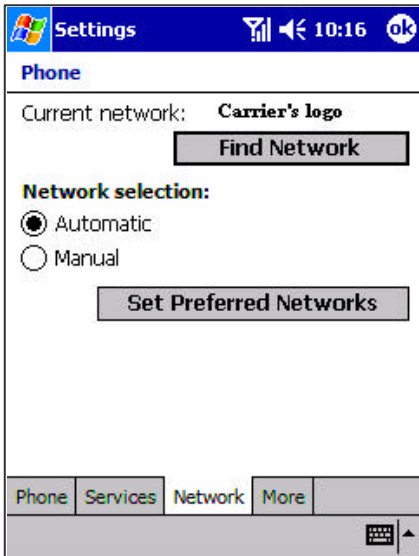 Settings 10:16 ok
Phone
Current network: Carrier's logo
Find Network
Network selection:
Automatic
Manual
Set Preferred Networks
Phone Services Network More